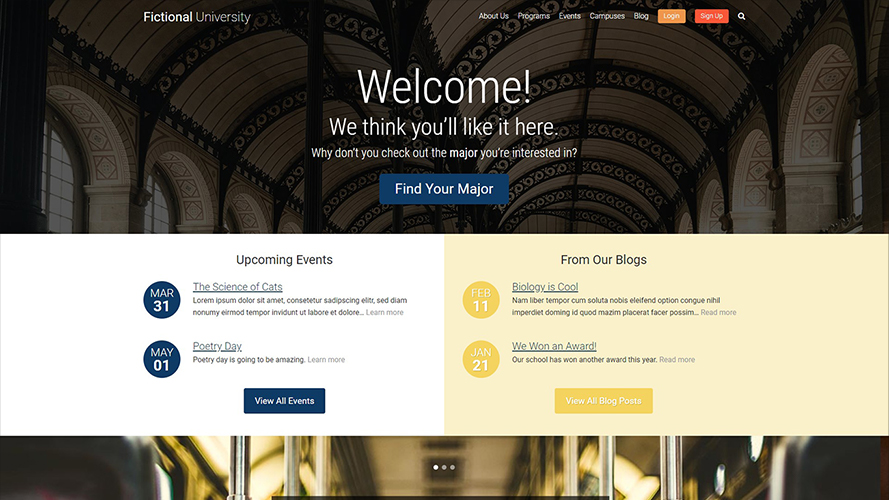 Fictional University
About Us Programs Events Campuses Blog Login Sign Up
Welcome!
We think you'll like it here.
Why don't you check out the major you're interested in?
Find Your Major
Upcoming Events
MAR
31
The Science of Cats
Lorem ipsum dolor sit amet, consetetur sadipscing elitr, sed diam
nonumy eirmod tempor invidunt ut labore et dolore... Learn more
MAY
01
Poetry Day
Poetry day is going to be amazing. Learn more
View All Events
From Our Blogs
FEB
11
Biology is Cool
Nam liber tempor cum soluta nobis eleifend option congue nihil
imperdiet doming id quod mazim placerat facer possim... Read more
JAN
21
We Won an Award!
Our school has won another award this year. Read more
View All Blog Posts